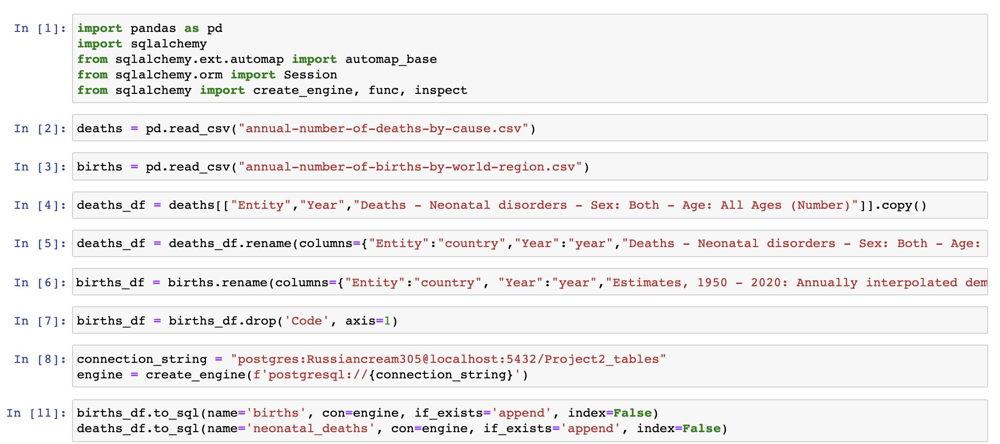 In [1]: import pandas as pd
import sqlalchemy
from sqlalchemy.ext.automap import automap_base
from sqlalchemy.orm import Session
from sqlalchemy import create_engine, func, inspect
In [2]: deaths = pd.read_csv("annual-number-of-deaths-by-cause.csv")
In [3]: births = pd.read_csv("annual-number-of-births-by-world-region.csv")
In [4]: deaths_df = deaths[["Entity","Year","Deaths - Neonatal disorders - Sex: Both - Age: All Ages (Number)"]].copy()
In [5]: deaths_df = deaths_df.rename(columns={"Entity":"country","Year":"year","Deaths - Neonatal disorders - Sex: Both - Age:
In [6]: births_df = births.rename(columns={"Entity":"country", "Year":"year","Estimates, 1950 - 2020: Annually interpolated dem
In [7]: births_df = births_df.drop('Code', axis=1)
In [8]: connection_string = "postgres:Russiancream305@localhost:5432/Project2_tables"
engine = create_engine(f'postgresql://{connection_string}')
In [11]: births_df.to_sql(name='births', con=engine, if_exists='append', index=False)
deaths_df.to_sql(name='neonatal_deaths', con=engine, if_exists='append', index=False)